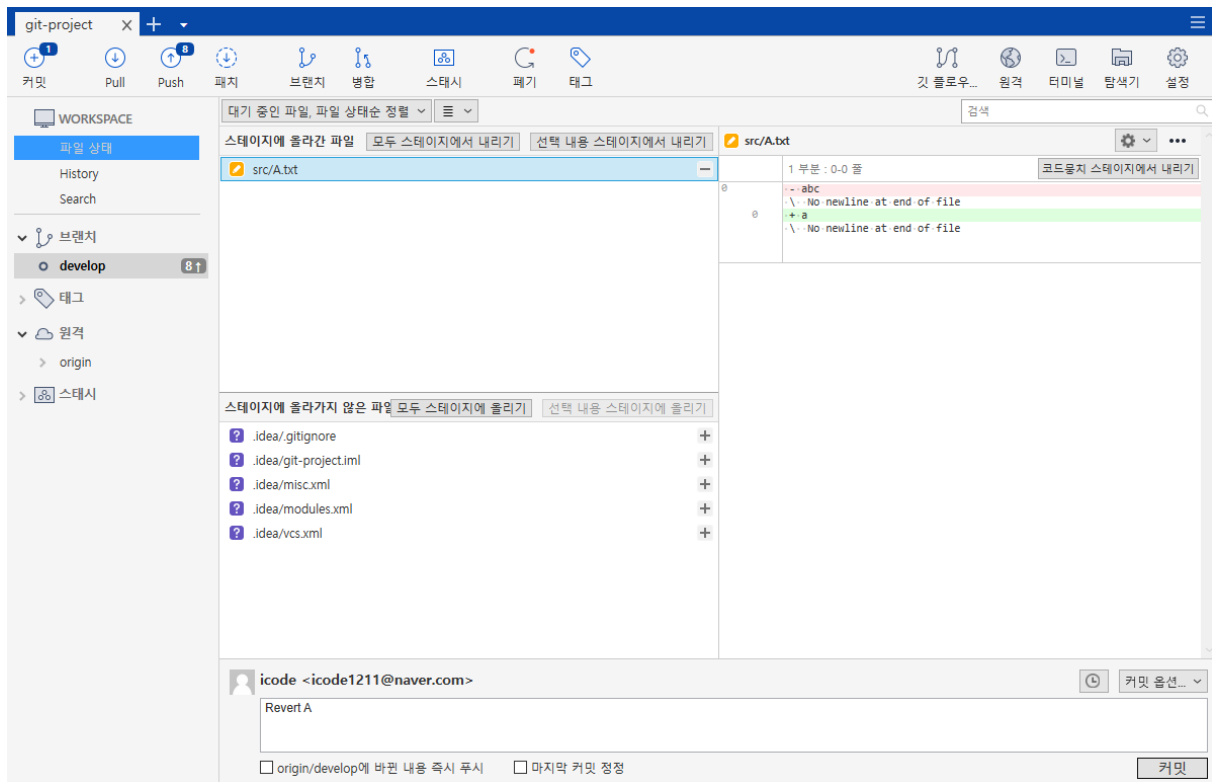 git-project
1
8
커밋 Pull Push 패치 브랜치 병합 스태시 폐기 태그 깃 플로우... 원격 터미널 탐색기 설정
WORKSPACE
파일 상태
History
Search
브랜치
develop 8↑
태그
원격
origin
스태시
대기 중인 파일, 파일 상태순 정렬
검색
스테이지에 올라간 파일 모두 스테이지에서 내리기 선택 내용 스테이지에서 내리기
src/A.txt
스테이지에 올라가지 않은 파일 모두 스테이지에 올리기 선택 내용 스테이지에 올리기
.idea/.gitignore
.idea/git-project.iml
.idea/misc.xml
.idea/modules.xml
.idea/vcs.xml
src/A.txt
1 부분 : 0-0 줄 코드뭉치 스테이지에서 내리기
0 - abc
\ No newline at end of file
0 + a
\ No newline at end of file
icode <icode1211@naver.com> 커밋 옵션...
Revert A
origin/develop에 바뀐 내용 즉시 푸시 마지막 커밋 정정 커밋